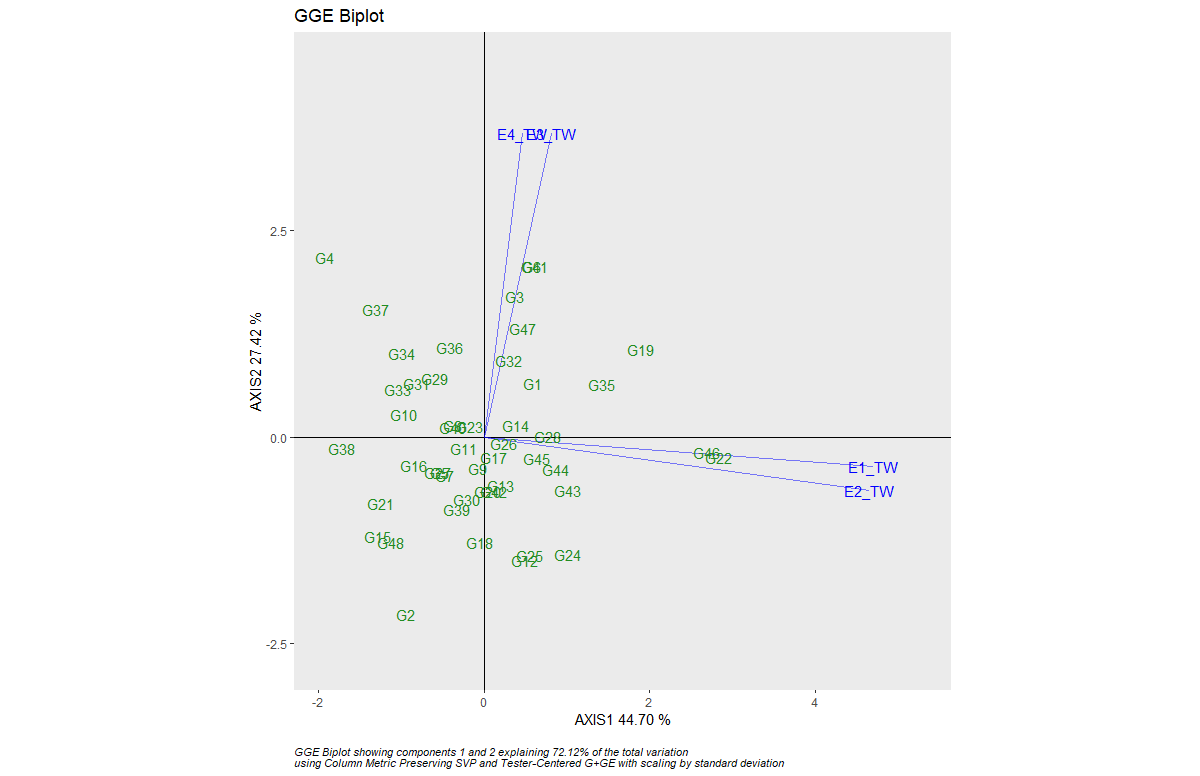 GGE Biplot
E4_TW E3_TW
2.5
G4
G41
G3
G37
G47
G36
G19
G34
G32
G29
G31
G1
G35
G33
G10
G14
G23
0.0
G28
G26
G38
G11
G46
G17
G45
G22
G16
G9
G44
E1_TW
G7
G13
G43
E2_TW
G30
G21
G39
G15
G48
G18
G25
G24
G12
G2
-2.5
-2 0 2 4
AXIS1 44.70 %
AXIS2 27.42 %
GGE Biplot showing components 1 and 2 explaining 72.12% of the total variation
using Column Metric Preserving SVP and Tester-Centered G+GE with scaling by standard deviation